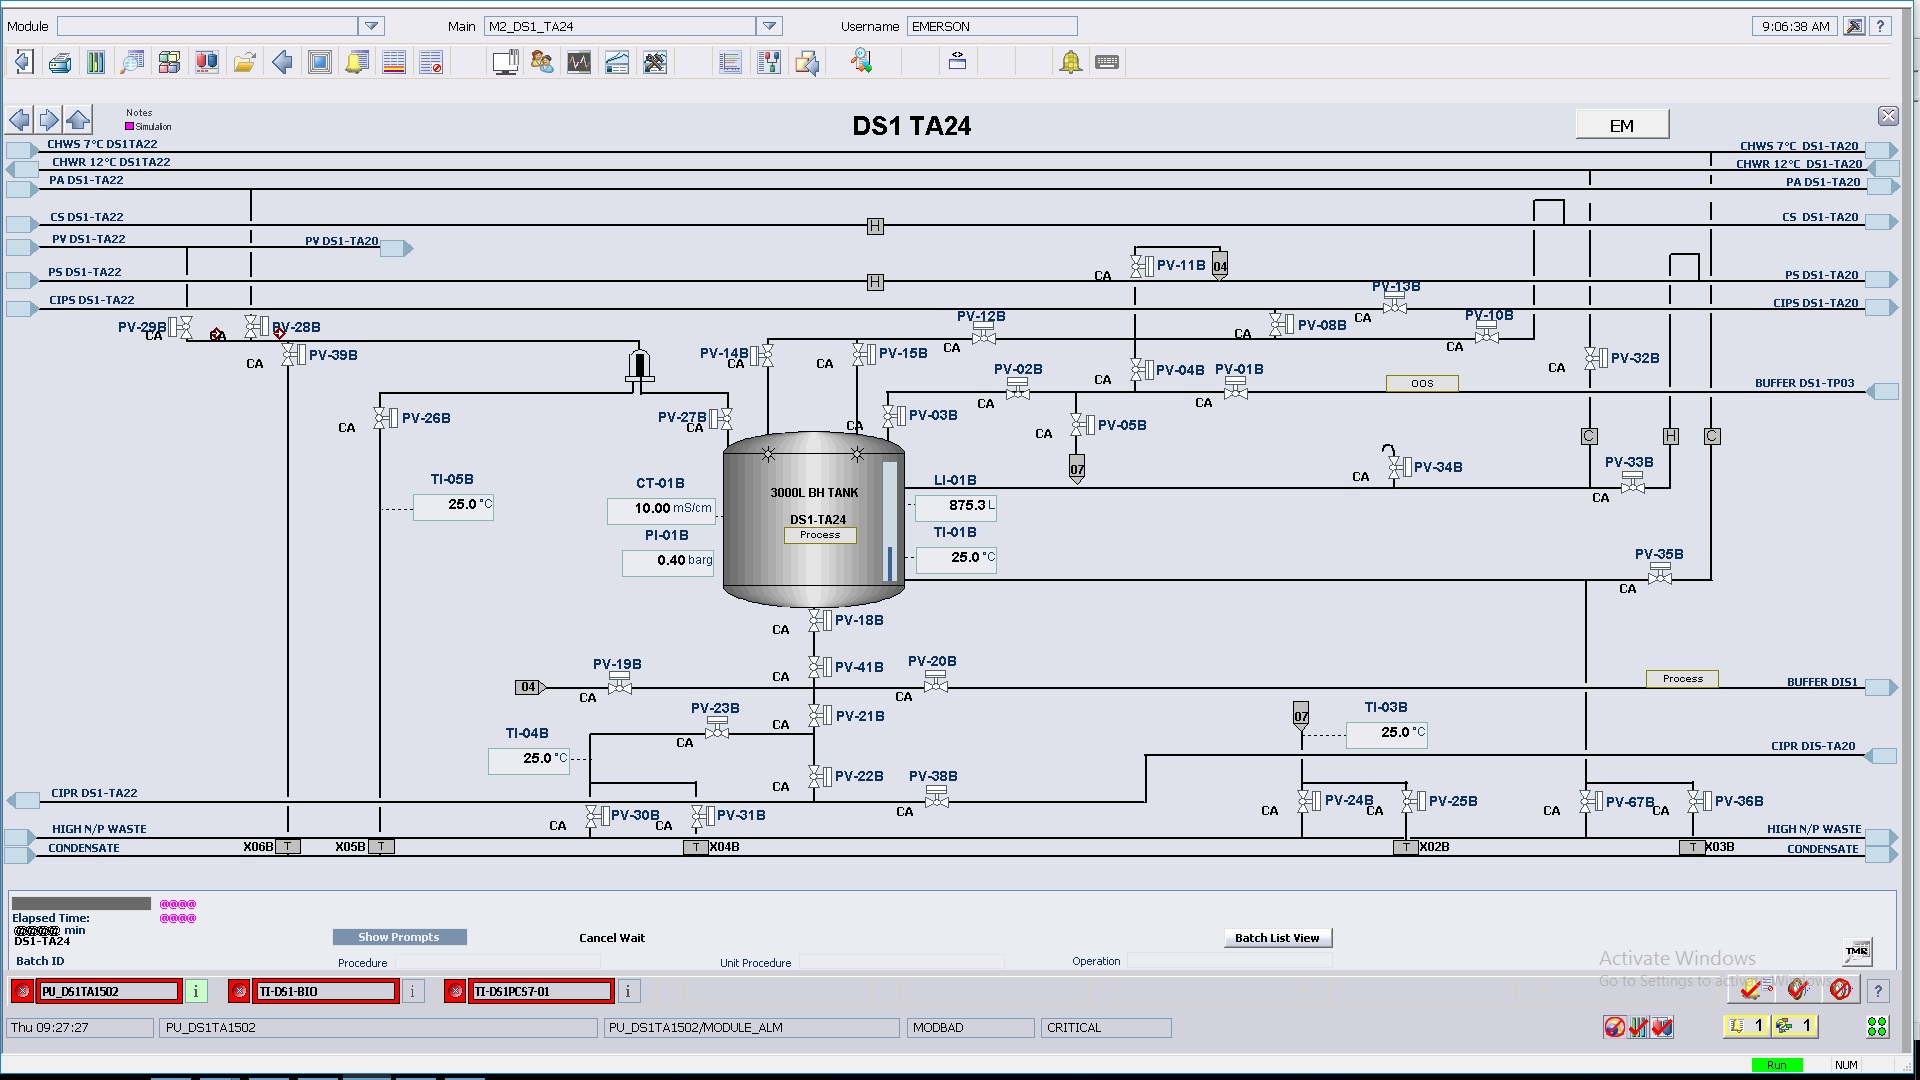 Module Main M2_DS1_TA24 Username EMERSON 9:06:38 AM ?
Notes
Simulation
DS1 TA24
EM
CHWS 7°C DS1TA22 CHWS 7°C DS1-TA20
CHWR 12°C DS1TA22 CHWR 12°C DS1-TA20
PA DS1-TA22 PA DS1-TA20
CS DS1-TA22 H CS DS1-TA20
PV DS1-TA22 PV DS1-TA20
PV-11B 04
CA
PS DS1-TA22 H PS DS1-TA20
PV-13B
CIPS DS1-TA22 CIPS DS1-TA20
PV-12B CA PV-10B
PV-29B CA CA PV-28B CA PV-08B
CA CA
PV-39B PV-14B PV-15B PV-32B
CA CA CA CA
PV-02B PV-04B PV-01B
CA OOS BUFFER DS1-TP03
CA CA
PV-26B PV-27B PV-03B PV-05B
CA CA CA CA
C H C
PV-33B
07 PV-34B
CA
TI-05B CT-01B LI-01B
3000L BH TANK CA
25.0 °C 10.00 mS/cm 875.3 L
DS1-TA24
PI-01B Process TI-01B
0.40 barg 25.0 °C
PV-35B
CA
PV-18B
CA
PV-19B PV-41B PV-20B
CA
04 Process BUFFER DIS1
CA CA
PV-23B PV-21B 07 TI-03B
CA
TI-04B CA 25.0 °C
25.0 °C CIPR DIS-TA20
PV-22B PV-38B
CA
CIPR DS1-TA22 PV-24B PV-25B PV-67B PV-36B
CA CA CA CA CA
PV-30B PV-31B
CA CA
HIGH N/P WASTE HIGH N/P WASTE
CONDENSATE X06B T X05B T T X04B T X02B T X03B CONDENSATE
@@@@
Elapsed Time: @@@@
@@@@ min
DS1-TA24
Show Prompts Cancel Wait Batch List View TMR
Batch ID Procedure Unit Procedure Operation
Activate Windows
Go to Settings to activate Windows.
PU_DS1TA1502 i TI-DS1-BIO i TI-DS1PCS7-01 i ?
Thu 09:27:27 PU_DS1TA1502 PU_DS1TA1502/MODULE_ALM MODBAD CRITICAL 1 1
Run NUM